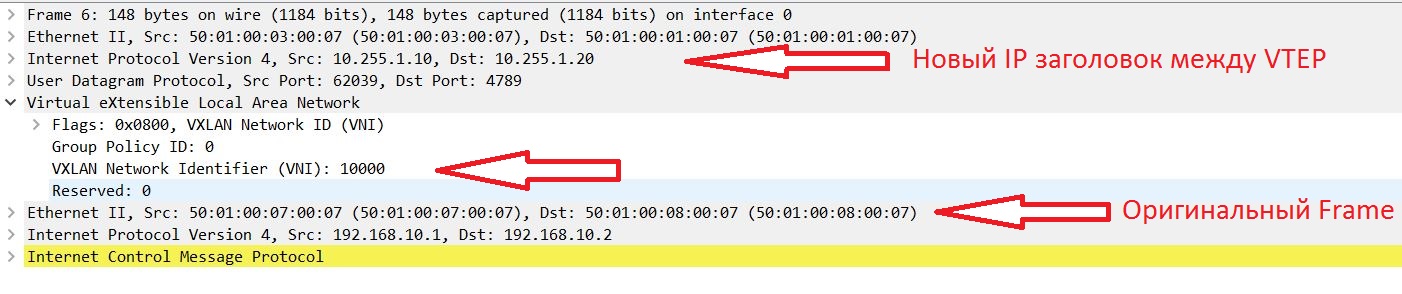 Frame 6: 148 bytes on wire (1184 bits), 148 bytes captured (1184 bits) on interface 0
Ethernet II, Src: 50:01:00:03:00:07 (50:01:00:03:00:07), Dst: 50:01:00:01:00:07 (50:01:00:01:00:07)
Internet Protocol Version 4, Src: 10.255.1.10, Dst: 10.255.1.20
Новый IP заголовок между VTEP
User Datagram Protocol, Src Port: 62039, Dst Port: 4789
Virtual eXtensible Local Area Network
Flags: 0x0800, VXLAN Network ID (VNI)
Group Policy ID: 0
VXLAN Network Identifier (VNI): 10000
Reserved: 0
Ethernet II, Src: 50:01:00:07:00:07 (50:01:00:07:00:07), Dst: 50:01:00:08:00:07 (50:01:00:08:00:07)
Оригинальный Frame
Internet Protocol Version 4, Src: 192.168.10.1, Dst: 192.168.10.2
Internet Control Message Protocol